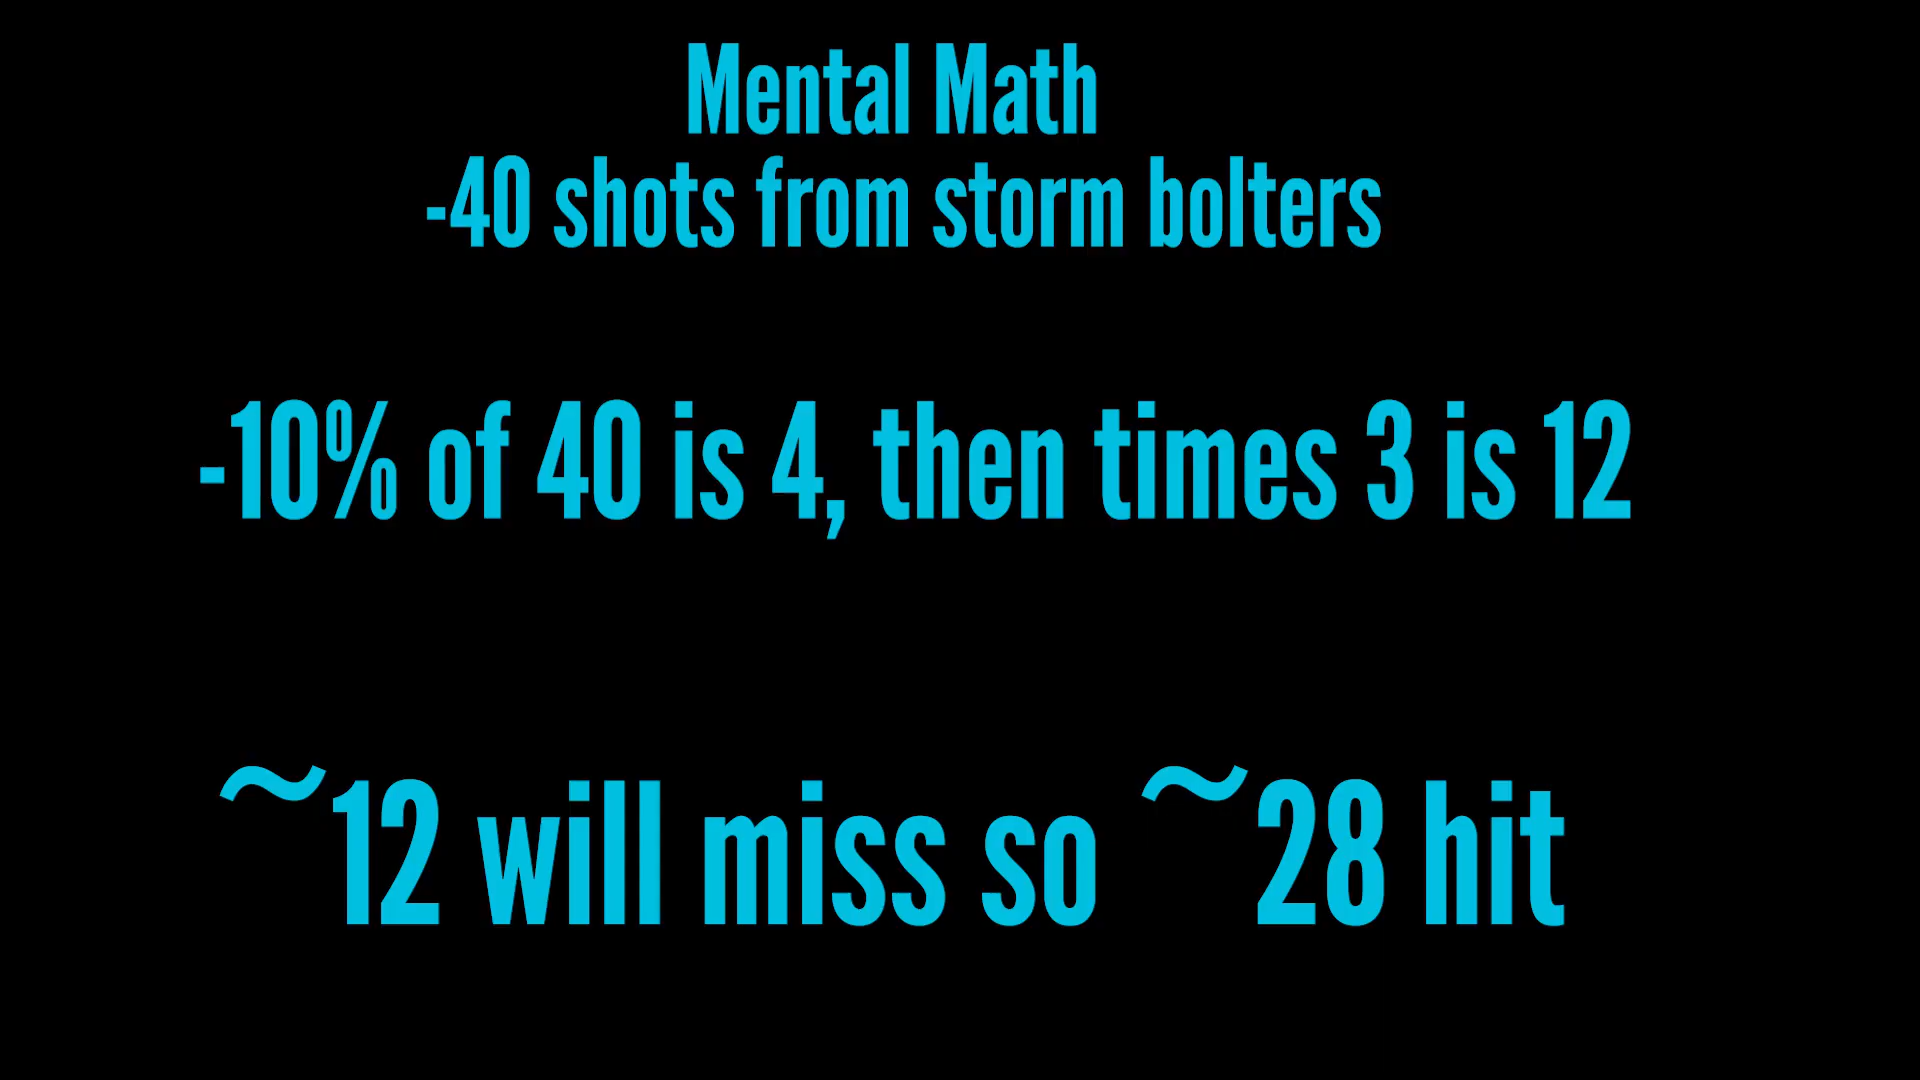 Mental Math
-40 shots from storm bolters
-10% of 40 is 4, then times 3 is 12
~12 will miss so ~28 hit